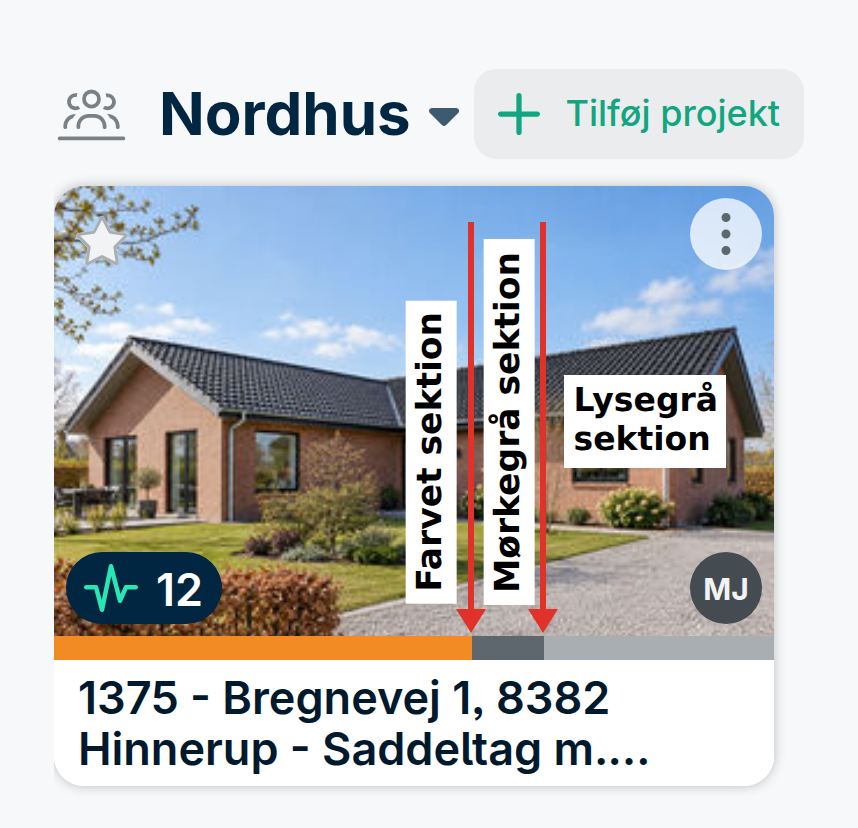 Nordhus
Tilføj projekt
Farvet sektion
Mørkegrå sektion
Lysegrå
sektion
12
MJ
1375 - Bregnevej 1, 8382
Hinnerup - Saddeltag m....